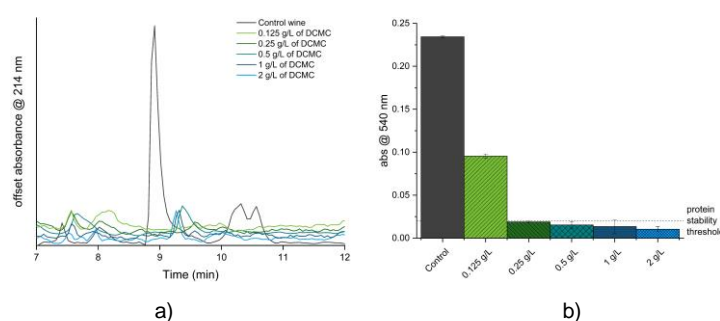 Control wine
0.125 g/L of DCMC
0.25 g/L of DCMC
0.5 g/L of DCMC
1 g/L of DCMC
2 g/L of DCMC
offset absorbance @ 214 nm
7 8 9 10 11 12
Time (min)
a)
b)
abs @ 540 nm
0.25
0.20
0.15
0.10
0.05
0.00
protein
stability
threshold
Control 0.125 g/L 0.25 g/L 0.5 g/L 1 g/L 2 g/L
b)